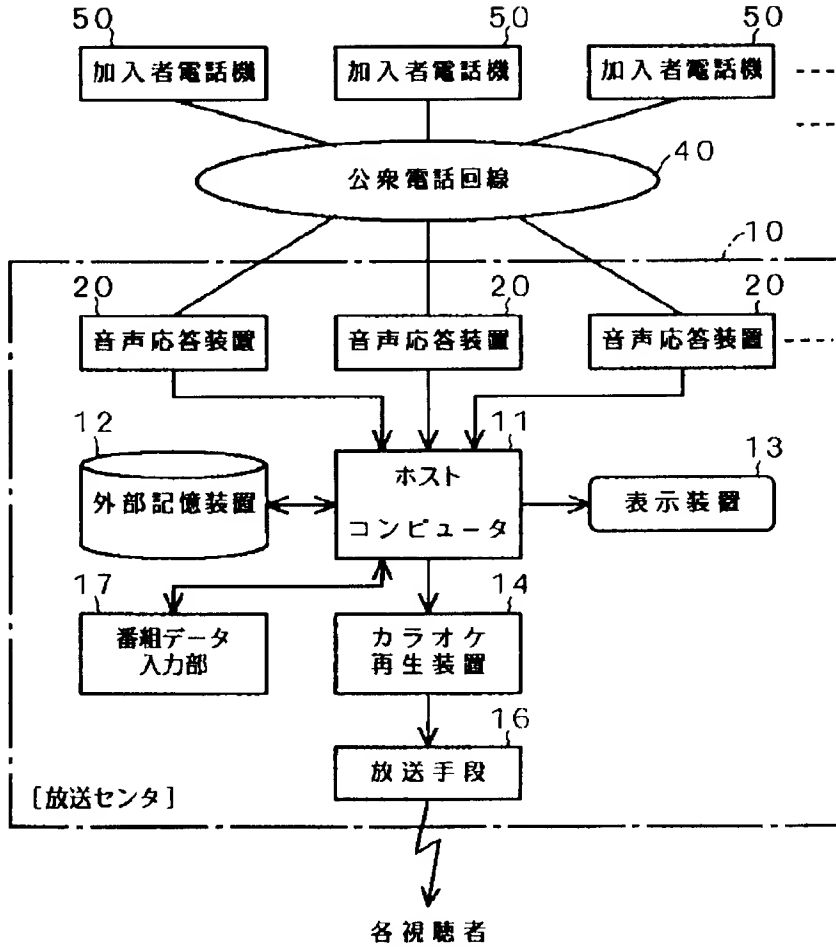 50 50 50
加入者電話機 加入者電話機 加入者電話機
40
公衆電話回線
10
20 20 20
音声応答装置 音声応答装置 音声応答装置
12 11 13
外部記憶装置
ホスト
コンピュータ
表示装置
17 14
番組データ
入力部
カラオケ
再生装置
16
放送手段
[放送センタ]
各視聴者